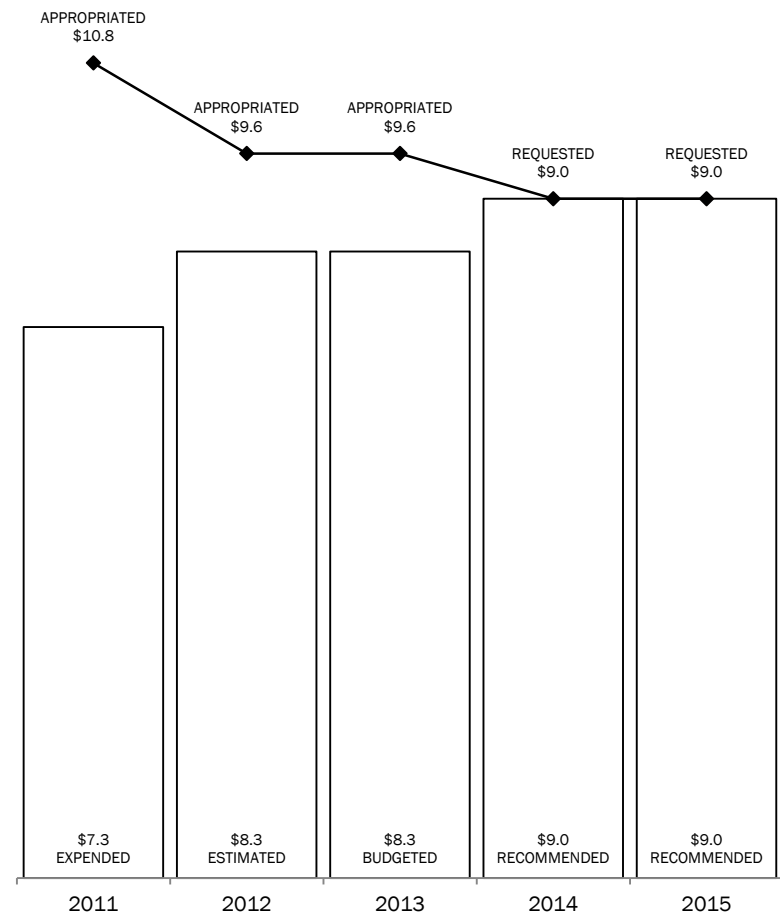 APPROPRIATED
$10.8
APPROPRIATED
$9.6
APPROPRIATED
$9.6
REQUESTED
$9.0
REQUESTED
$9.0
$7.3
EXPENDED
$8.3
ESTIMATED
$8.3
BUDGETED
$9.0
RECOMMENDED
$9.0
RECOMMENDED
2011
2012
2013
2014
2015